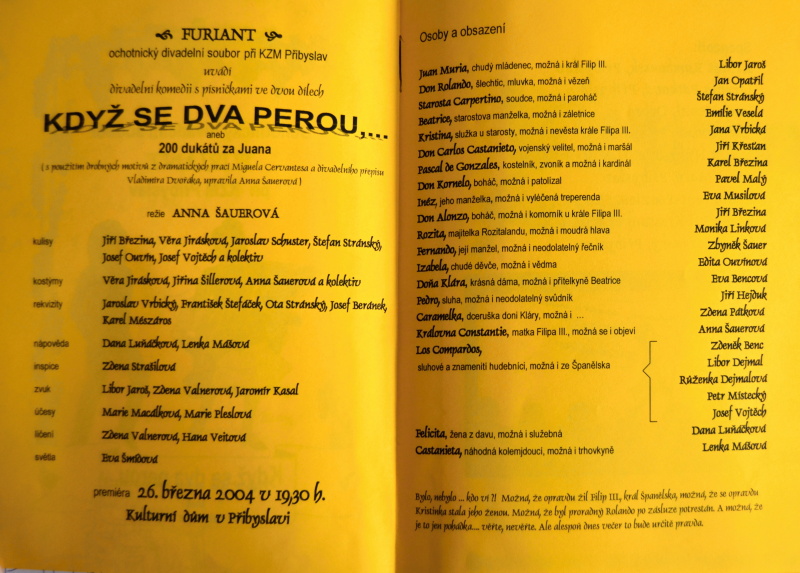 FURIANT
ochotnický divadelní soubor při KZM Přibyslav
uvádí
divadelní komedii s písničkami ve dvou dílech
KDYŽ SE DVA PEROU,...
aneb
200 dukátů za Juana
( s použitím drobných motivů z dramatických prací Miguela Cervantesa a divadelního přepisu
Vladimíra Dvořáka, upravila Anna Šauerová )
režie ANNA ŠAUEROVÁ
kulisy Jiří Březina, Věra Jirásková, Jaroslav Schuster, Štefan Stránský,
Josef Ouvín, Josef Vojtěch a kolektiv
kostýmy Věra Jirásková, Jiřina Šillerová, Anna Šauerová a kolektiv
rekvizity Jaroslav Vrbický, František Štefáček, Ota Stránský, Josef Beránek,
Karel Mészáros
nápověda Dana Luňáčková, Lenka Mášová
inspice Zdena Strašilová
zvuk Libor Jaroš, Zdena Valnerová, Jaromír Kasal
účesy Marie Macálková, Marie Pleslová
líčení Zdena Valnerová, Hana Veitová
světla Eva Šmídová
premiéra 26. března 2004 v 19,30 h.
Kulturní dům v Přibyslavi
Osoby a obsazení
Juan Muria, chudý mládenec, možná i král Filip III. Libor Jaroš
Don Rolando, šlechtic, mluvka, možná i vězeň Jan Opatřil
Starosta Carpertino, soudce, možná i paroháč Štefan Stránský
Beatrice, starostova manželka, možná i záletnice Emilie Veselá
Kristina, služka u starosty, možná i nevěsta krále Filipa III. Jana Vrbická
Don Carlos Castanieto, vojenský velitel, možná i maršál Jiří Křesťan
Pascal de Gonzales, kostelník, zvoník a možná i kardinál Karel Březina
Don Kornelo, boháč, možná i patolízal Pavel Malý
Inéz, jeho manželka, možná i vyléčená treperenda Eva Musilová
Don Alonzo, boháč, možná i komorník u krále Filipa III. Jiří Březina
Rozita, majitelka Rozitalandu, možná i moudrá hlava Monika Linková
Fernando, její manžel, možná i neodolatelný řečník Zbyněk Šauer
Izabela, chudé děvče, možná i vědma Edita Ouvínová
Doňa Klára, krásná dáma, možná i přítelkyně Beatrice Eva Bencová
Pedro, sluha, možná i neodolatelný svůdník Jiří Hejduk
Caramelka, dceruška doni Kláry, možná i ... Zdena Pátková
Královna Constantie, matka Filipa III., možná se i objeví Anna Šauerová
Los Compardos, Zdeněk Benc
sluhové a znamenití hudebníci, možná i ze Španělska Libor Dejmal
Růženka Dejmalová
Petr Místecký
Josef Vojtěch
Felicita, žena z davu, možná i služebná Dana Luňáčková
Castanieta, náhodná kolemjdoucí, možná i trhovkyně Lenka Mášová
Bylo, nebylo ... kdo ví ?! Možná, že opravdu žil Filip III, král Španělska, možná, že se opravdu
Kristinka stala jeho ženou. Možná, že byl proradný Rolando po zásluze potrestán. A možná, že
je to jen pohádka.... věřte, nevěřte. Ale alespoň dnes večer to bude určitě pravda.